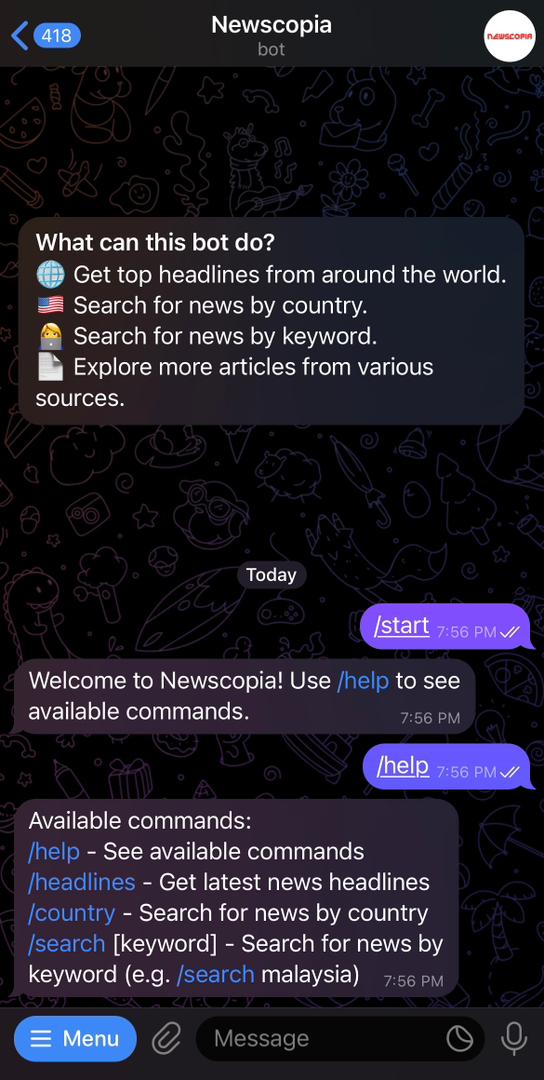 418
Newscopia
bot
NEWSCOPIA
What can this bot do?
🌐 Get top headlines from around the world.
🇺🇸 Search for news by country.
👩‍💻 Search for news by keyword.
📄 Explore more articles from various
sources.
Today
/start 7:56 PM
Welcome to Newscopia! Use /help to see
available commands. 7:56 PM
/help 7:56 PM
Available commands:
/help - See available commands
/headlines - Get latest news headlines
/country - Search for news by country
/search [keyword] - Search for news by
keyword (e.g. /search malaysia) 7:56 PM
Menu
Message